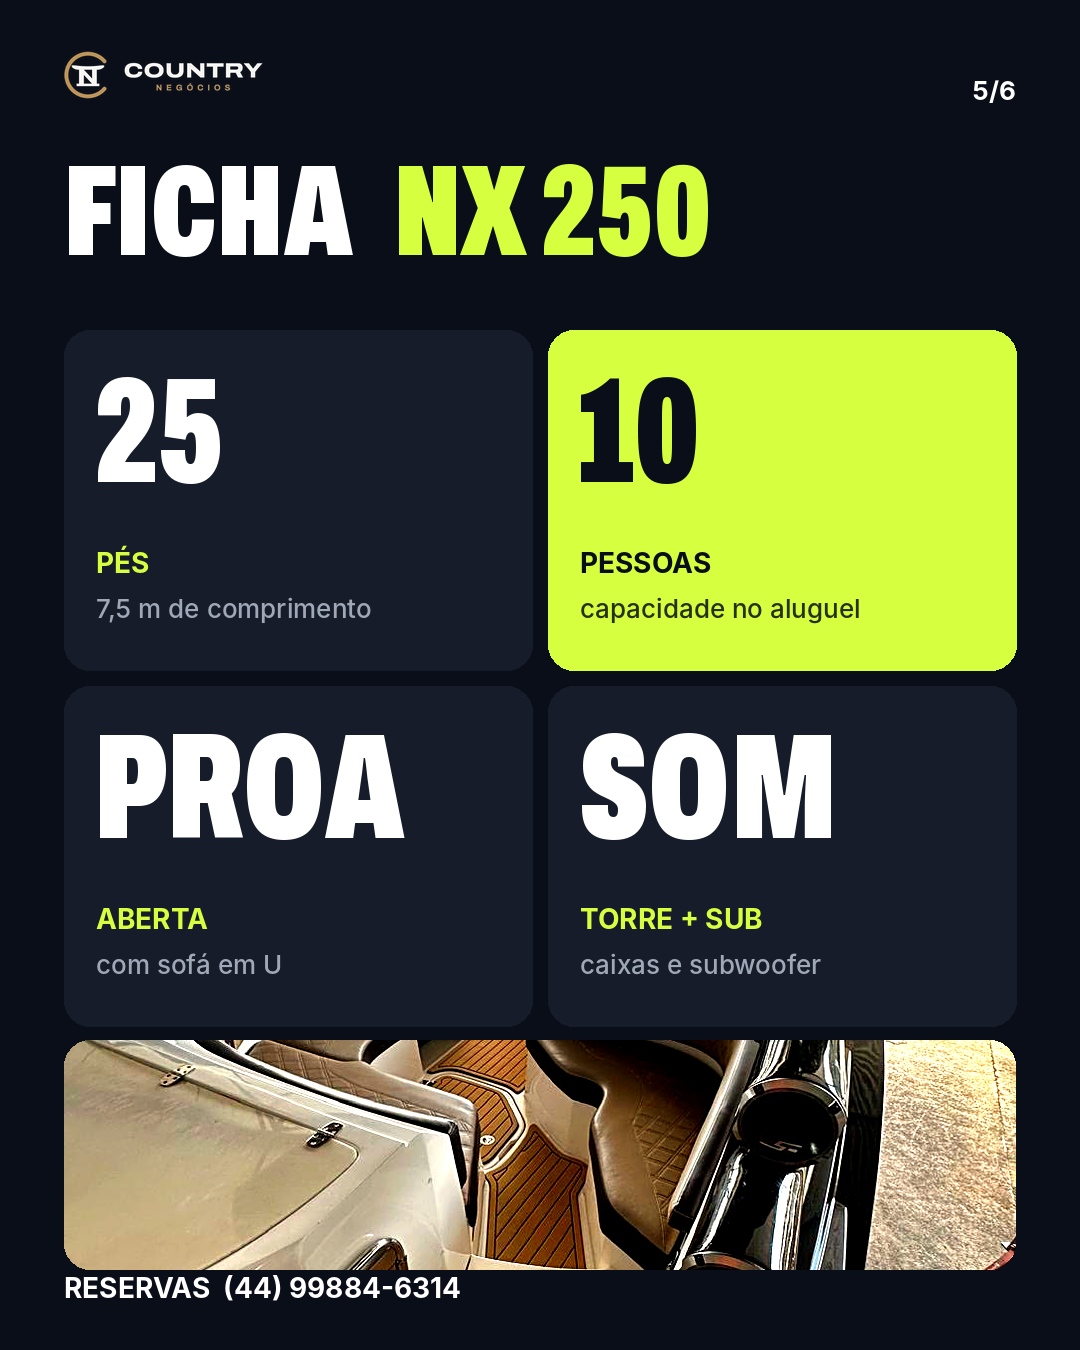 COUNTRY
NEGÓCIOS
5/6
FICHA NX 250
25
PÉS
7,5 m de comprimento
10
PESSOAS
capacidade no aluguel
PROA
ABERTA
com sofá em U
SOM
TORRE + SUB
caixas e subwoofer
RESERVAS (44) 99884-6314